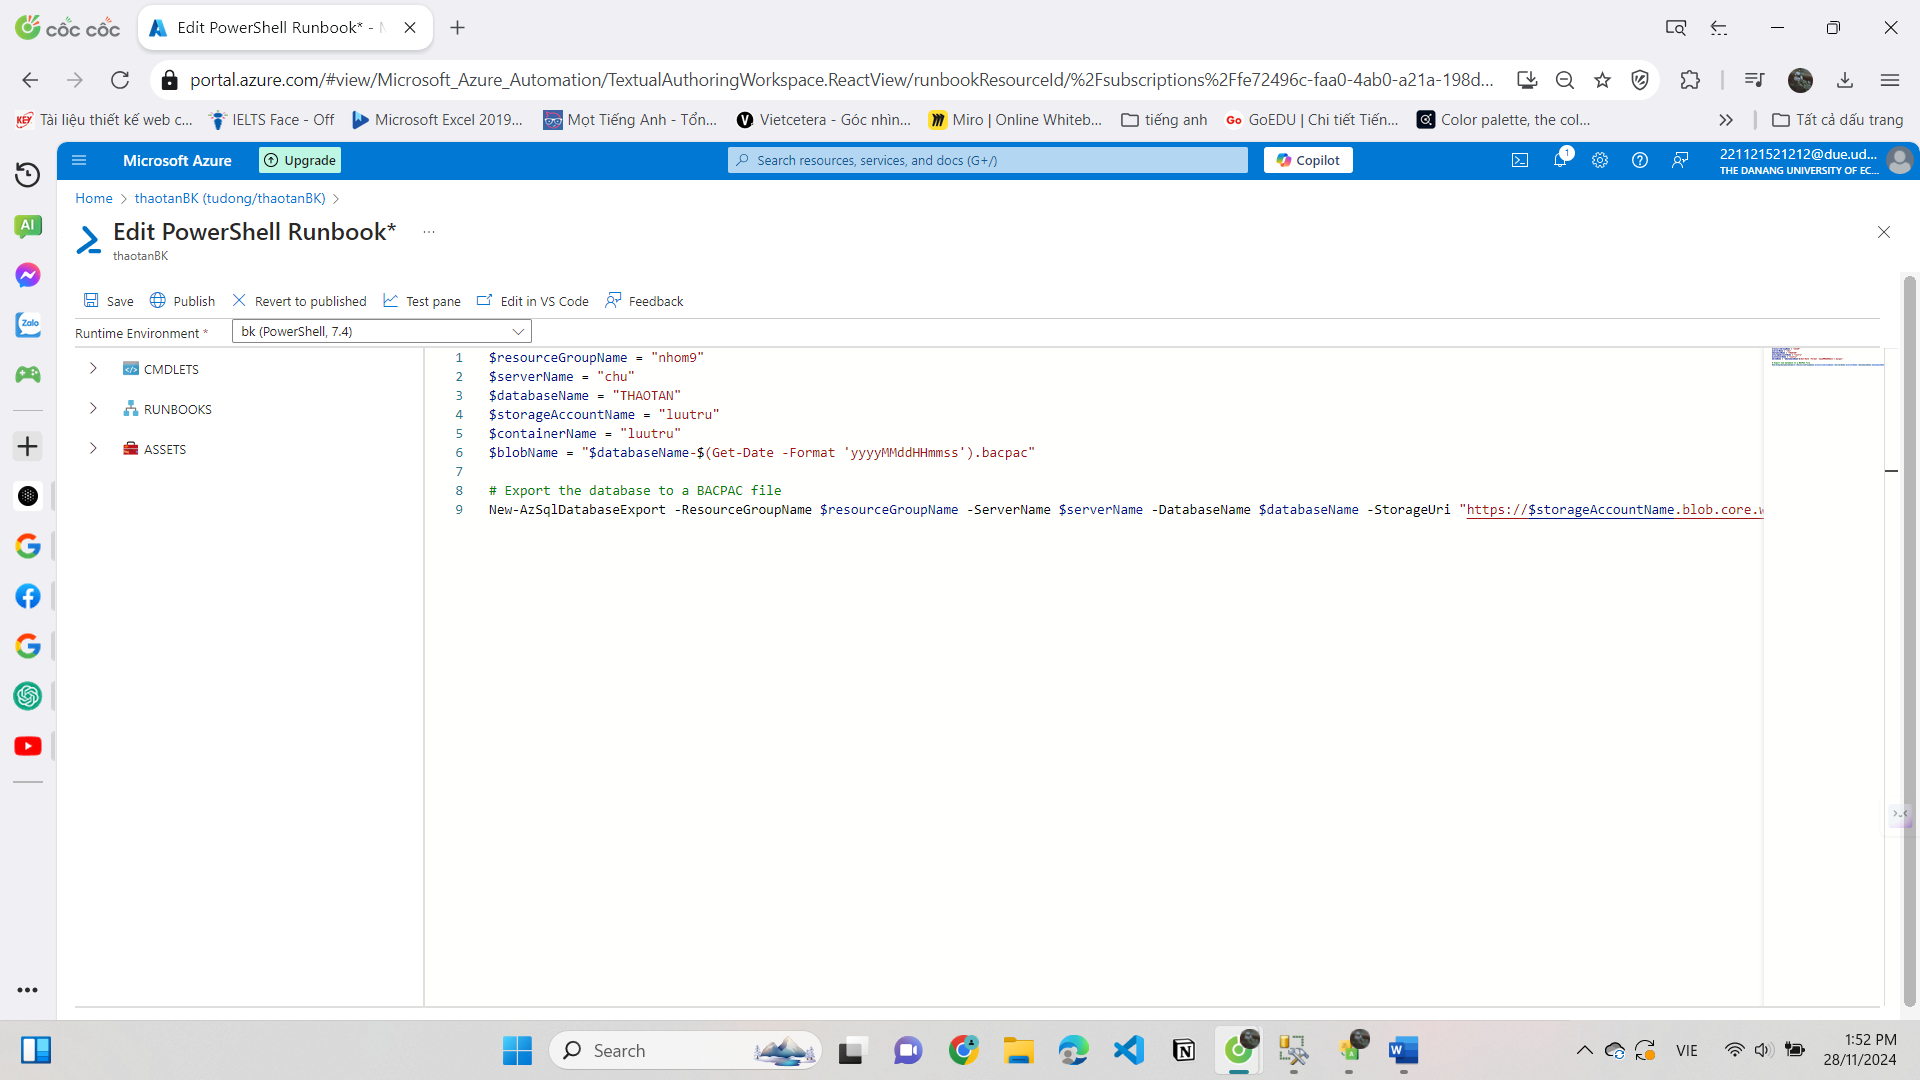 cốc cốc
Edit PowerShell Runbook* - M
portal.azure.com/#view/Microsoft_Azure_Automation/TextualAuthoringWorkspace.ReactView/runbookResourceId/%2Fsubscriptions%2Ffe72496c-faa0-4ab0-a21a-198d...
KEY Tài liệu thiết kế web c... IELTS Face - Off Microsoft Excel 2019... Mọt Tiếng Anh - Tổn... Vietcetera - Góc nhìn... Miro | Online Whiteb... tiếng anh Go GoEDU | Chi tiết Tiến... Color palette, the col... Tất cả dấu trang
Microsoft Azure Upgrade Search resources, services, and docs (G+/) Copilot 1 221121521212@due.ud...
THE DANANG UNIVERSITY OF EC...
AI
Zalo
Home > thaotanBK (tudong/thaotanBK) >
Edit PowerShell Runbook* ...
thaotanBK
Save Publish Revert to published Test pane Edit in VS Code Feedback
Runtime Environment * bk (PowerShell, 7.4)
CMDLETS
RUNBOOKS
ASSETS
1 $resourceGroupName = "nhom9"
2 $serverName = "chu"
3 $databaseName = "THAOTAN"
4 $storageAccountName = "luutru"
5 $containerName = "luutru"
6 $blobName = "$databaseName-$(Get-Date -Format 'yyyyMMddHHmmss').bacpac"
7
8 # Export the database to a BACPAC file
9 New-AzSqlDatabaseExport -ResourceGroupName $resourceGroupName -ServerName $serverName -DatabaseName $databaseName -StorageUri "https://$storageAccountName.blob.core.w
Search
VIE
1:52 PM
28/11/2024